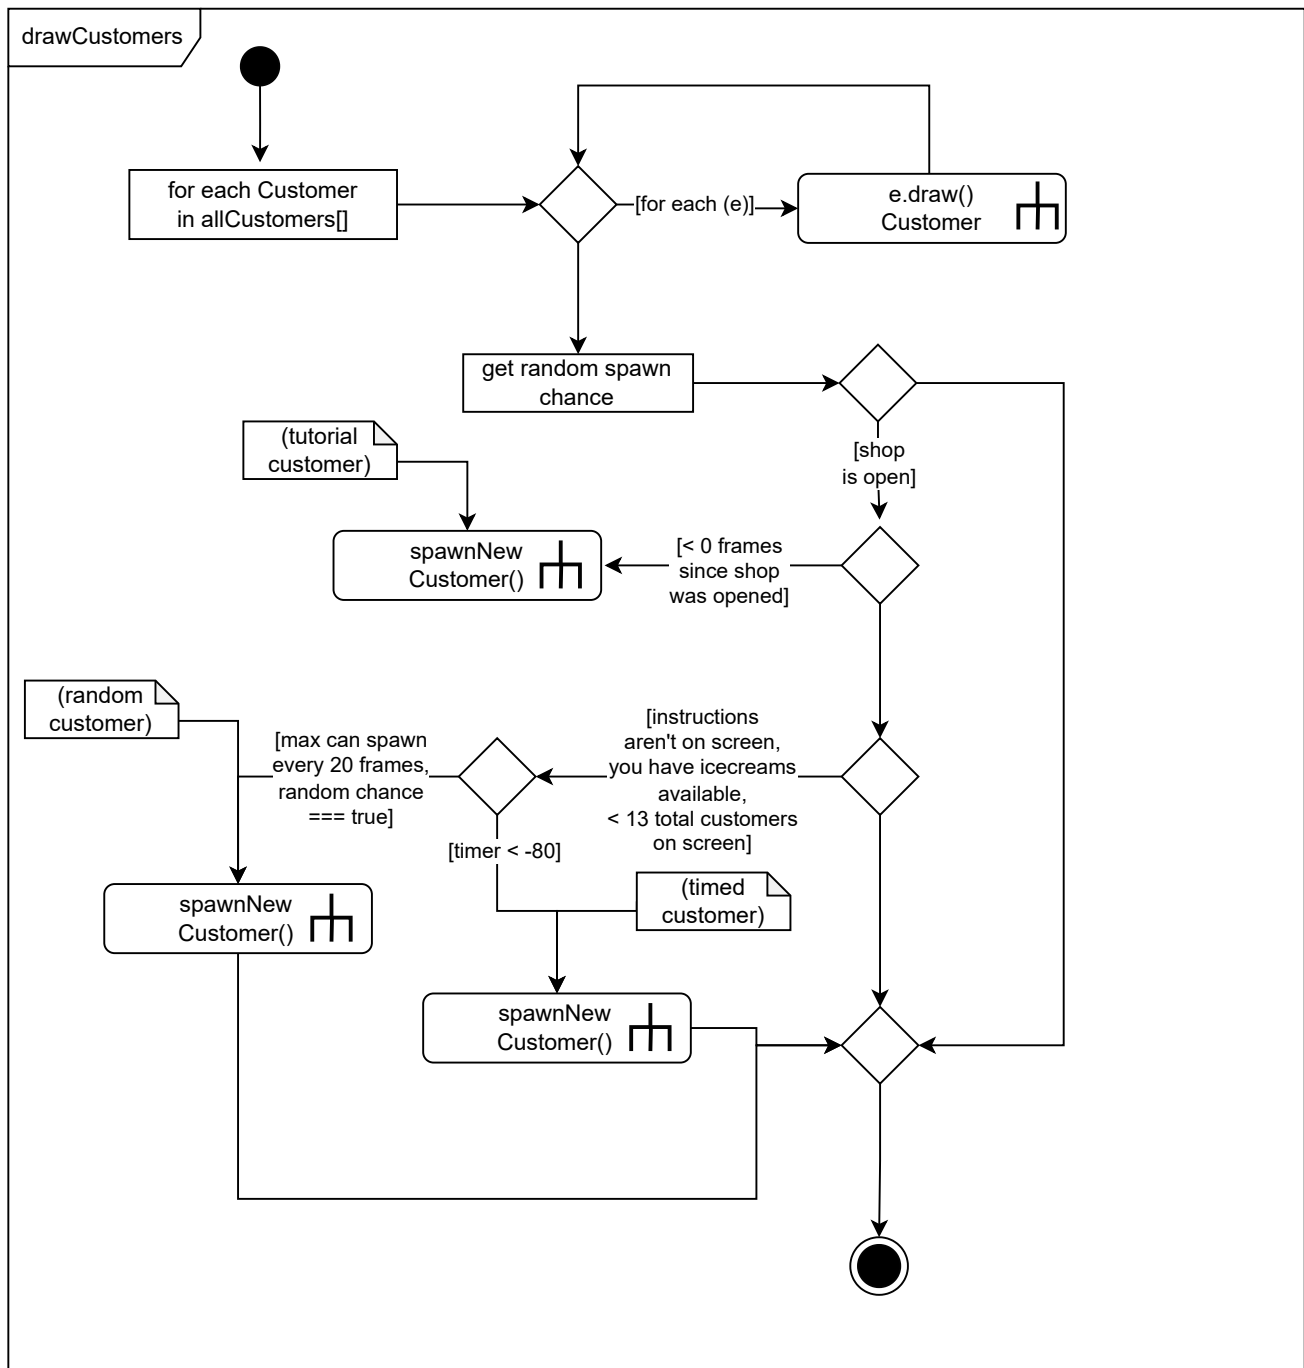 drawCustomers
for each Customer
in allCustomers[]
[for each (e)]
e.draw()
Customer
get random spawn
chance
(tutorial
customer)
[shop
is open]
spawnNew
Customer()
[< 0 frames
since shop
was opened]
(random
customer)
[max can spawn
every 20 frames,
random chance
=== true]
[instructions
aren't on screen,
you have icecreams
available,
< 13 total customers
on screen]
[timer < -80]
(timed
customer)
spawnNew
Customer()
spawnNew
Customer()